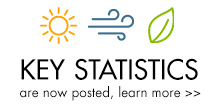 KEY STATISTICS
are now posted, learn more >>